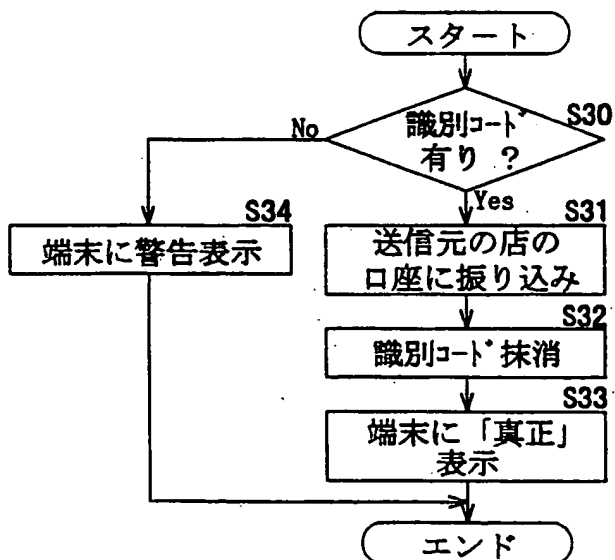 スタート
S30
識別コード
有り ?
No
Yes
S34
端末に警告表示
S31
送信元の店の
口座に振り込み
S32
識別コード抹消
S33
端末に「真正」
表示
エンド